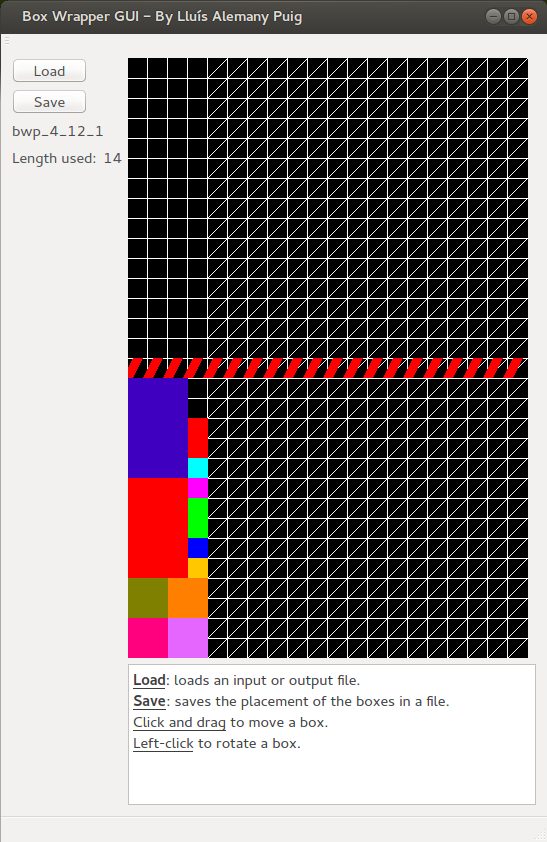 Box Wrapper GUI - By Lluís Alemany Puig
Load
Save
bwp_4_12_1
Length used: 14
Load: loads an input or output file.
Save: saves the placement of the boxes in a file.
Click and drag to move a box.
Left-click to rotate a box.